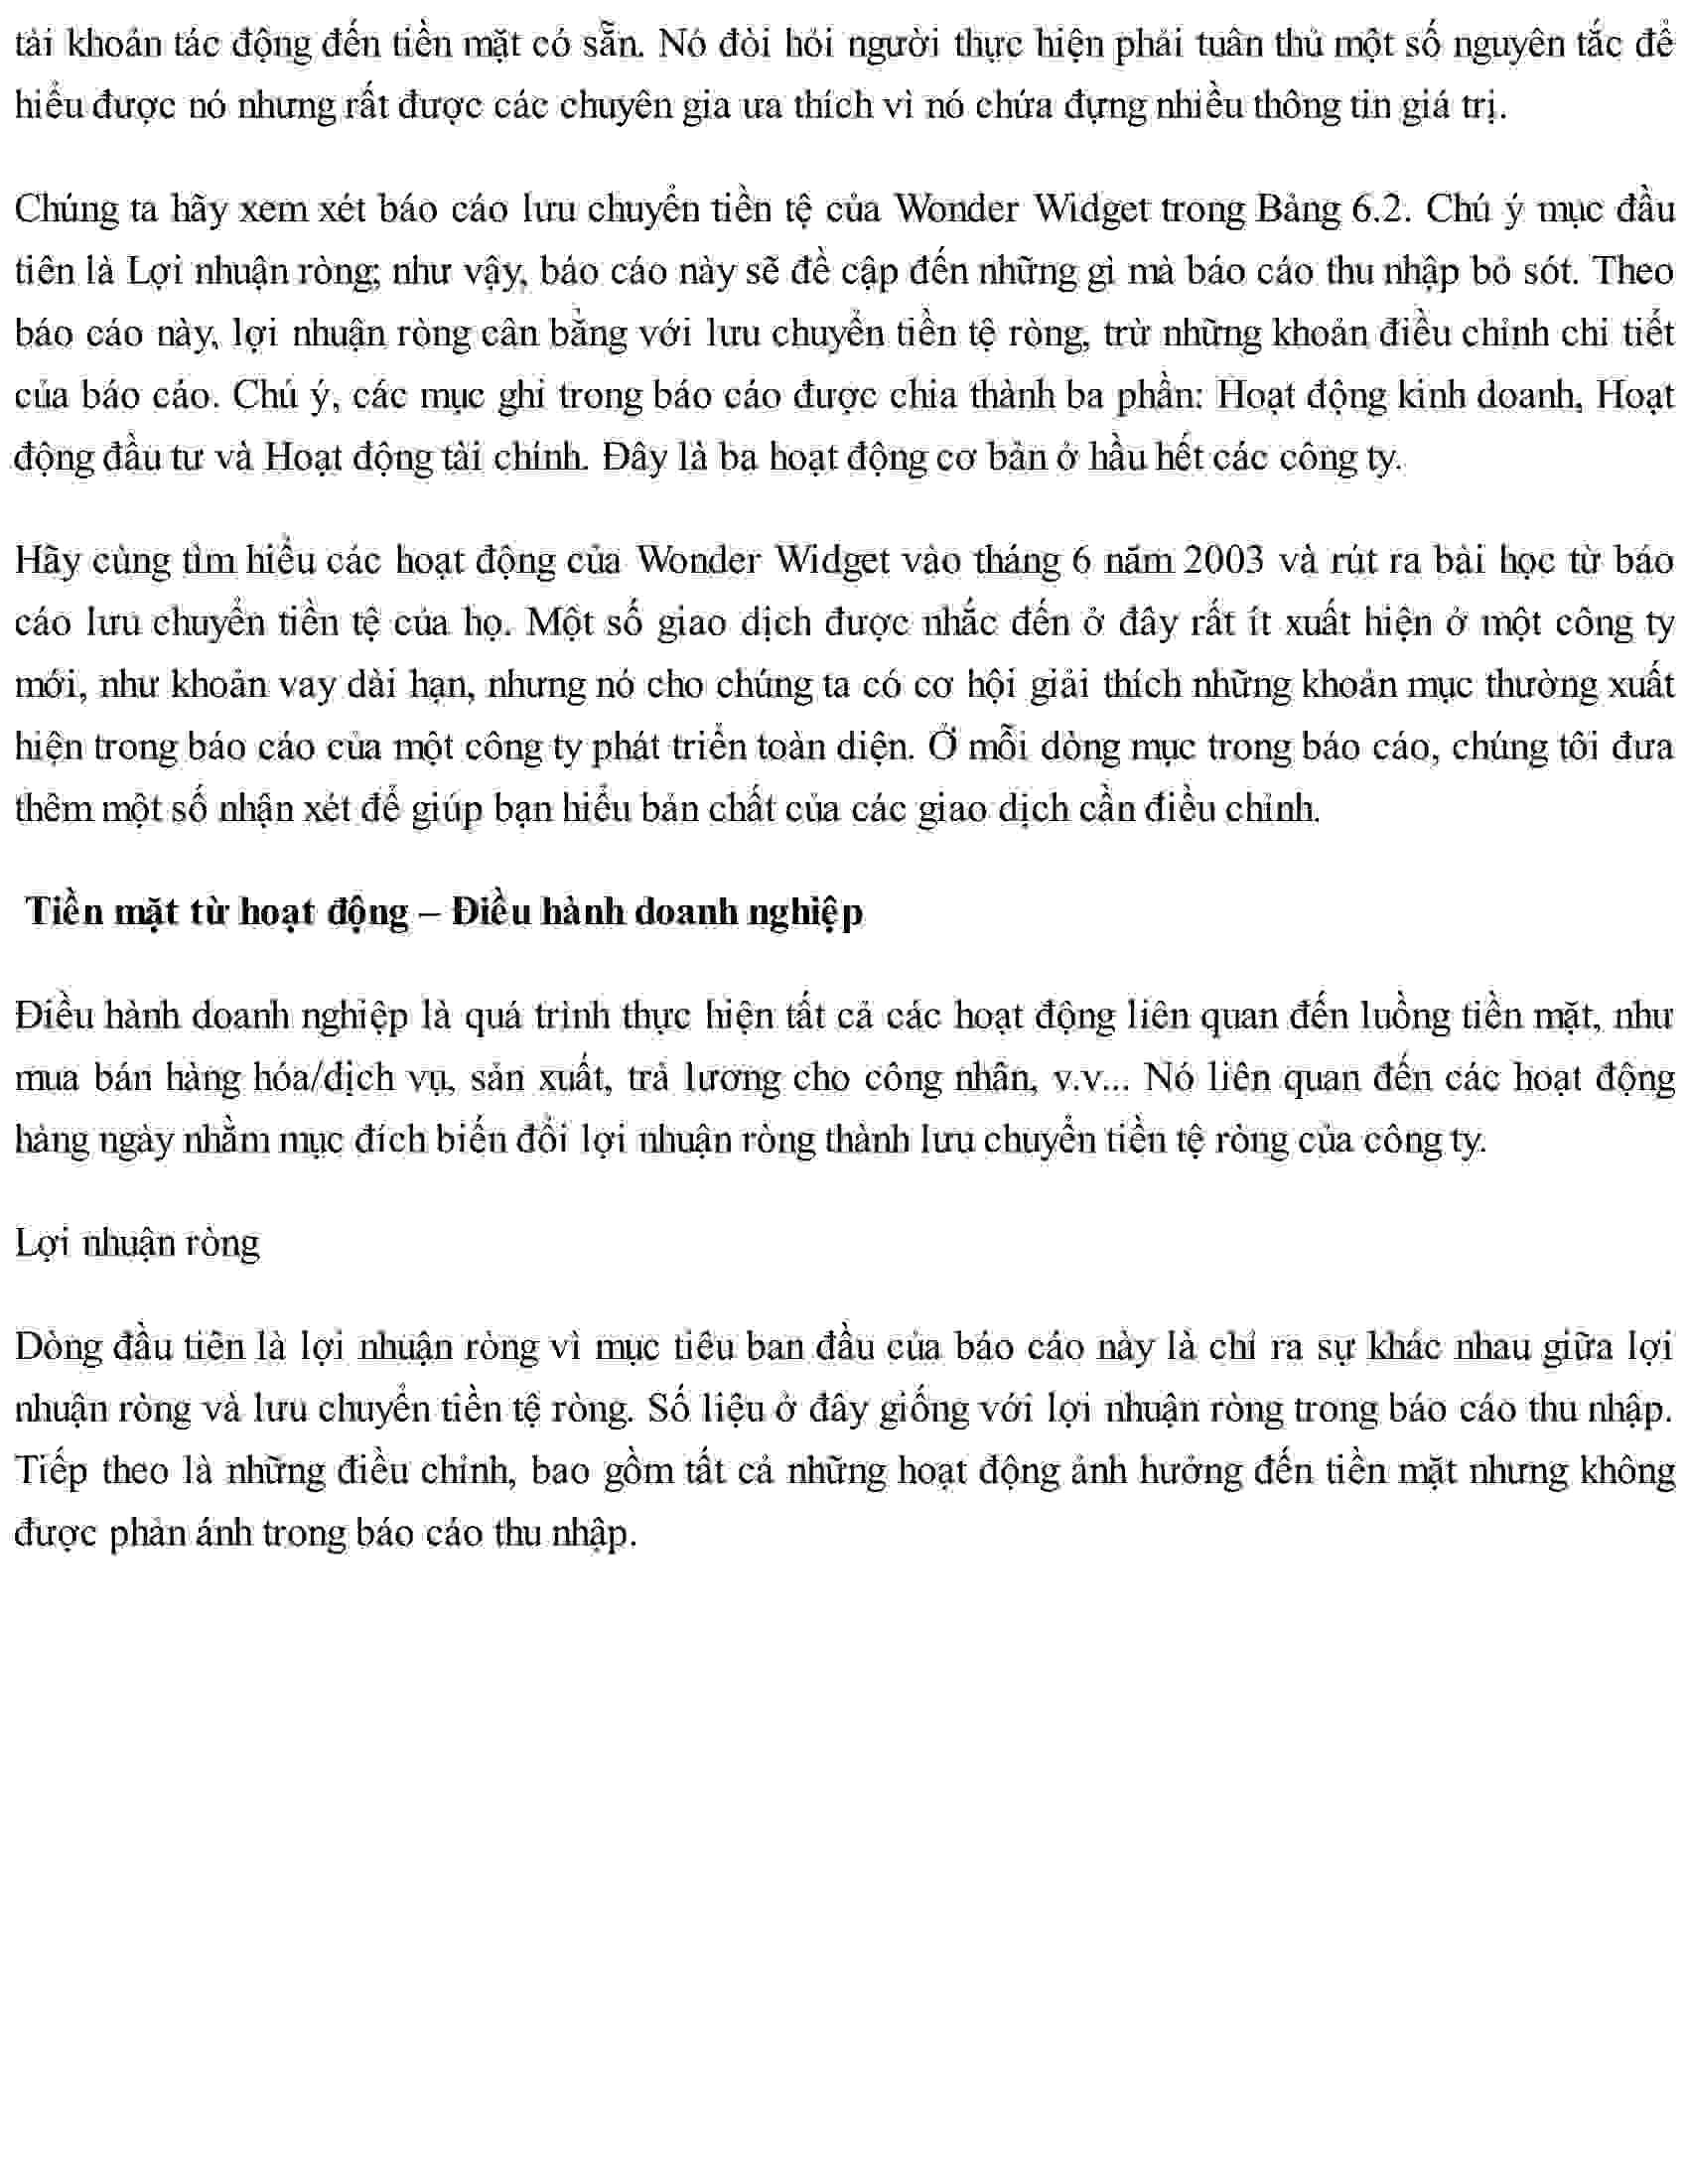 tài khoản tác động đến tiền mặt có sẵn. Nó đòi hỏi người thực hiện phải tuân thủ một số nguyên tắc để
hiểu được nó nhưng rất được các chuyên gia ưa thích vì nó chứa đựng nhiều thông tin giá trị.
Chúng ta hãy xem xét báo cáo lưu chuyển tiền tệ của Wonder Widget trong Bảng 6.2. Chú ý mục đầu
tiên là Lợi nhuận ròng; như vậy, báo cáo này sẽ đề cập đến những gì mà báo cáo thu nhập bỏ sót. Theo
báo cáo này, lợi nhuận ròng cân bằng với lưu chuyển tiền tệ ròng, trừ những khoản điều chỉnh chi tiết
của báo cáo. Chú ý, các mục ghi trong báo cáo được chia thành ba phần: Hoạt động kinh doanh, Hoạt
động đầu tư và Hoạt động tài chính. Đây là ba hoạt động cơ bản ở hầu hết các công ty.
Hãy cùng tìm hiểu các hoạt động của Wonder Widget vào tháng 6 năm 2003 và rút ra bài học từ báo
cáo lưu chuyển tiền tệ của họ. Một số giao dịch được nhắc đến ở đây rất ít xuất hiện ở một công ty
mới, như khoản vay dài hạn, nhưng nó cho chúng ta có cơ hội giải thích những khoản mục thường xuất
hiện trong báo cáo của một công ty phát triển toàn diện. Ở mỗi dòng mục trong báo cáo, chúng tôi đưa
thêm một số nhận xét để giúp bạn hiểu bản chất của các giao dịch cần điều chỉnh.
Tiền mặt từ hoạt động – Điều hành doanh nghiệp
Điều hành doanh nghiệp là quá trình thực hiện tất cả các hoạt động liên quan đến luồng tiền mặt, như
mua bán hàng hóa/dịch vụ, sản xuất, trả lương cho công nhân, v.v... Nó liên quan đến các hoạt động
hàng ngày nhằm mục đích biến đổi lợi nhuận ròng thành lưu chuyển tiền tệ ròng của công ty.
Lợi nhuận ròng
Dòng đầu tiên là lợi nhuận ròng vì mục tiêu ban đầu của báo cáo này là chỉ ra sự khác nhau giữa lợi
nhuận ròng và lưu chuyển tiền tệ ròng. Số liệu ở đây giống với lợi nhuận ròng trong báo cáo thu nhập.
Tiếp theo là những điều chỉnh, bao gồm tất cả những hoạt động ảnh hưởng đến tiền mặt nhưng không
được phản ánh trong báo cáo thu nhập.